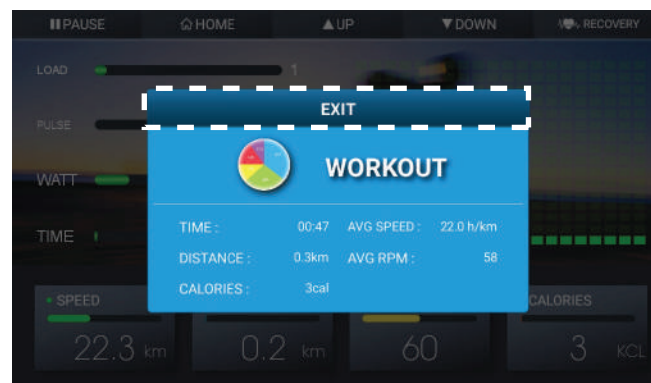 PAUSE HOME UP DOWN RECOVERY
LOAD 1
EXIT
PULSE
WORKOUT
WATT
TIME : 00:47 AVG SPEED : 22.0 h/km
TIME
DISTANCE : 0.3km AVG RPM : 58
CALORIES : 3cal
SPEED CALORIES
22.3 km 0.2 km 60 3 KCL